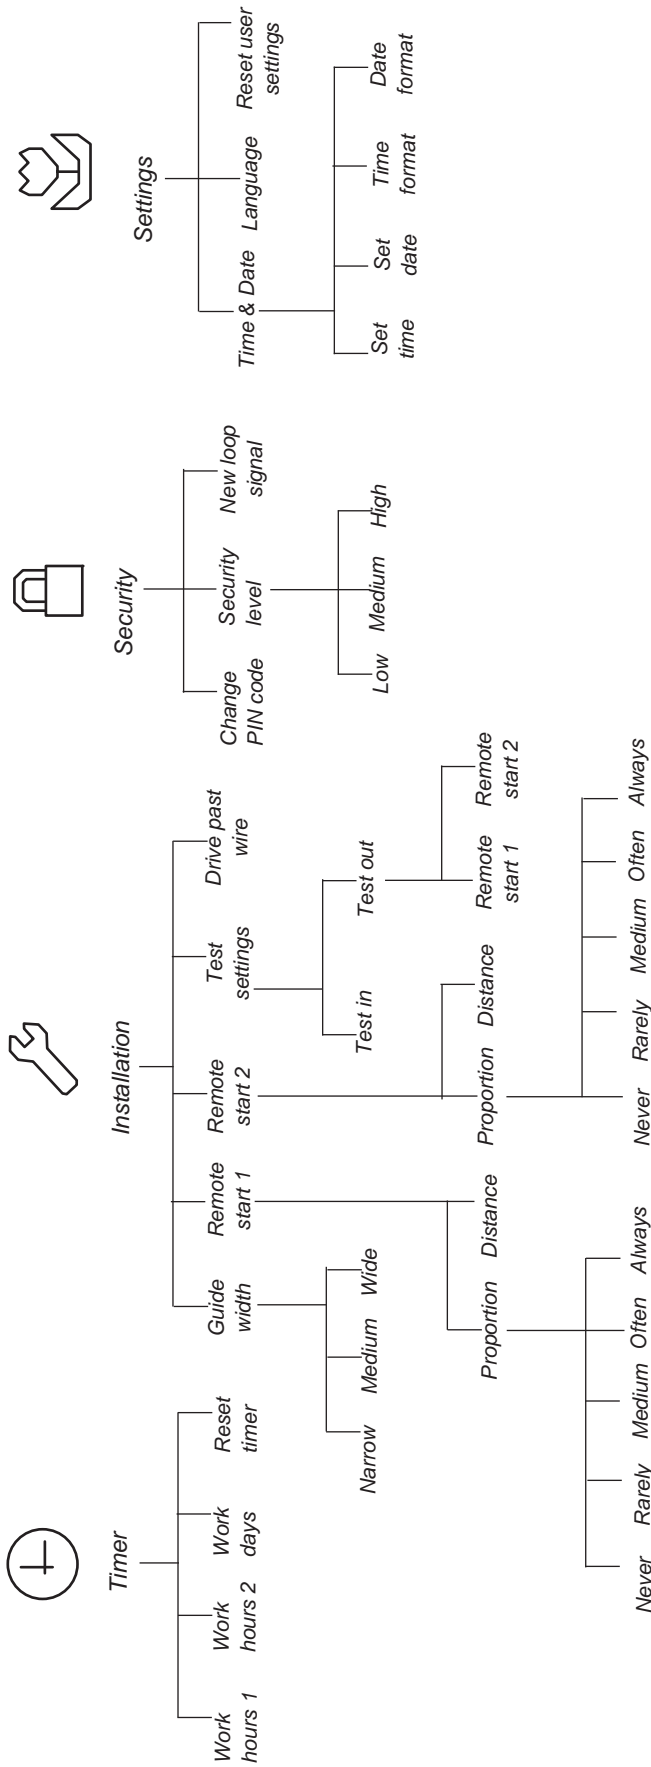 Timer
Work
hours 1
Work
hours 2
Work
days
Reset
timer
Installation
Guide
width
Remote
start 1
Remote
start 2
Test
settings
Drive past
wire
Narrow
Medium
Wide
Test in
Test out
Proportion
Distance
Proportion
Distance
Remote
start 1
Remote
start 2
Never
Rarely
Medium
Often
Always
Never
Rarely
Medium
Often
Always
Security
Change
PIN code
Security
level
New loop
signal
Low
Medium
High
Settings
Time & Date
Language
Reset user
settings
Set
time
Set
date
Time
format
Date
format